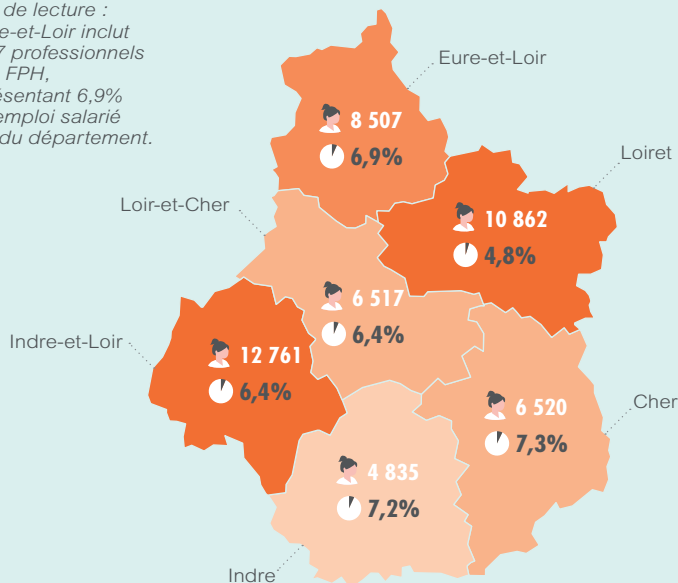 de lecture :
e-et-Loir inclut
7 professionnels
FPH,
ésentant 6,9%
emploi salarié
du département.
Eure-et-Loir
8 507
6,9%
Loiret
10 862
4,8%
Loir-et-Cher
6 517
6,4%
Indre-et-Loir
12 761
6,4%
Cher
6 520
7,3%
4 835
7,2%
Indre